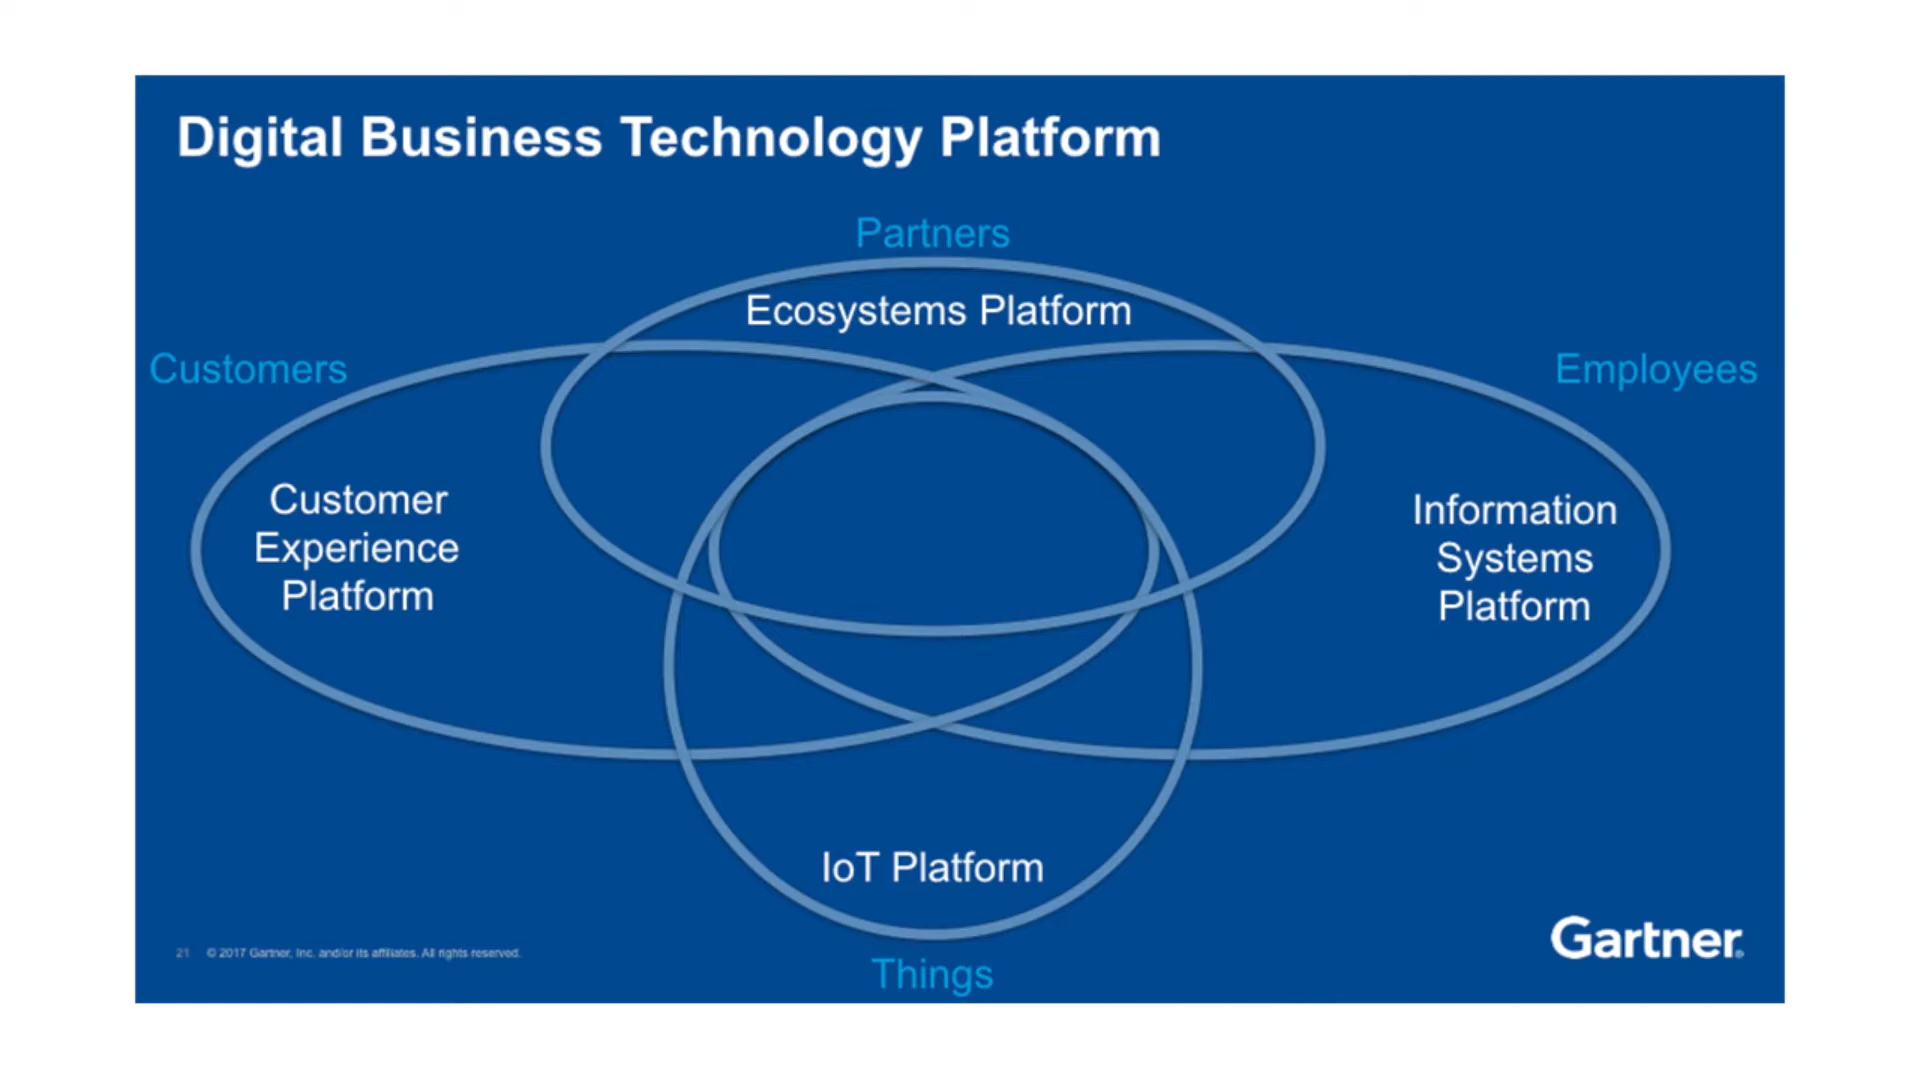 Digital Business Technology Platform
Partners
Ecosystems Platform
Customers
Employees
Customer
Experience
Platform
Information
Systems
Platform
IoT Platform
Things
21 © 2017 Gartner, Inc. and/or its affiliates. All rights reserved.
Gartner®